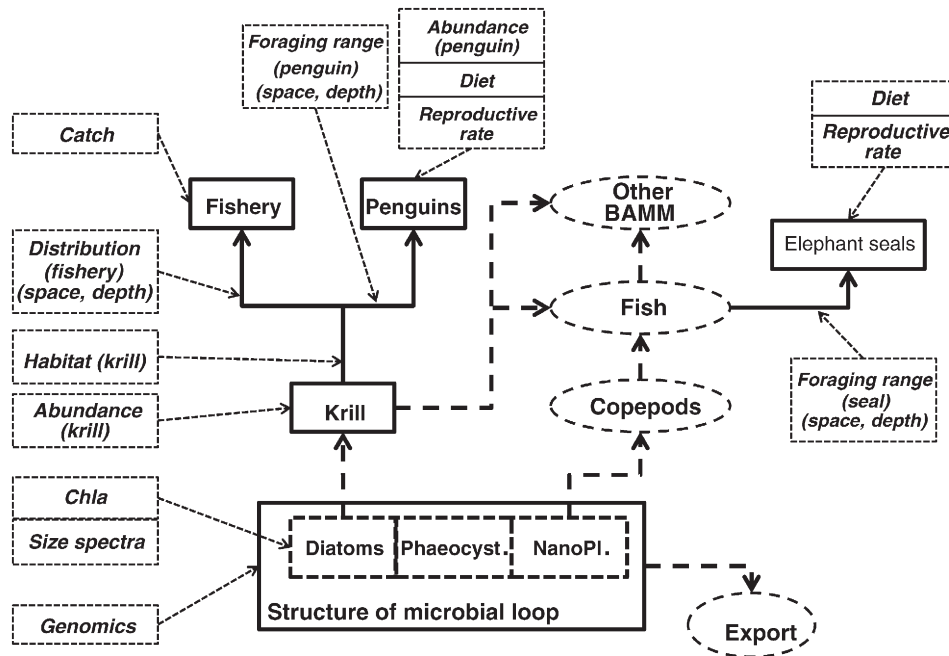 Foraging range
(penguin)
(space, depth)
Abundance
(penguin)
Diet
Reproductive
rate
Diet
Reproductive
rate
Catch
Fishery
Penguins
Other
BAMM
Elephant seals
Distribution
(fishery)
(space, depth)
Fish
Habitat (krill)
Foraging range
(seal)
(space, depth)
Abundance
(krill)
Krill
Copepods
Chla
Size spectra
Diatoms
Phaeocyst.
NanoPl.
Structure of microbial loop
Genomics
Export